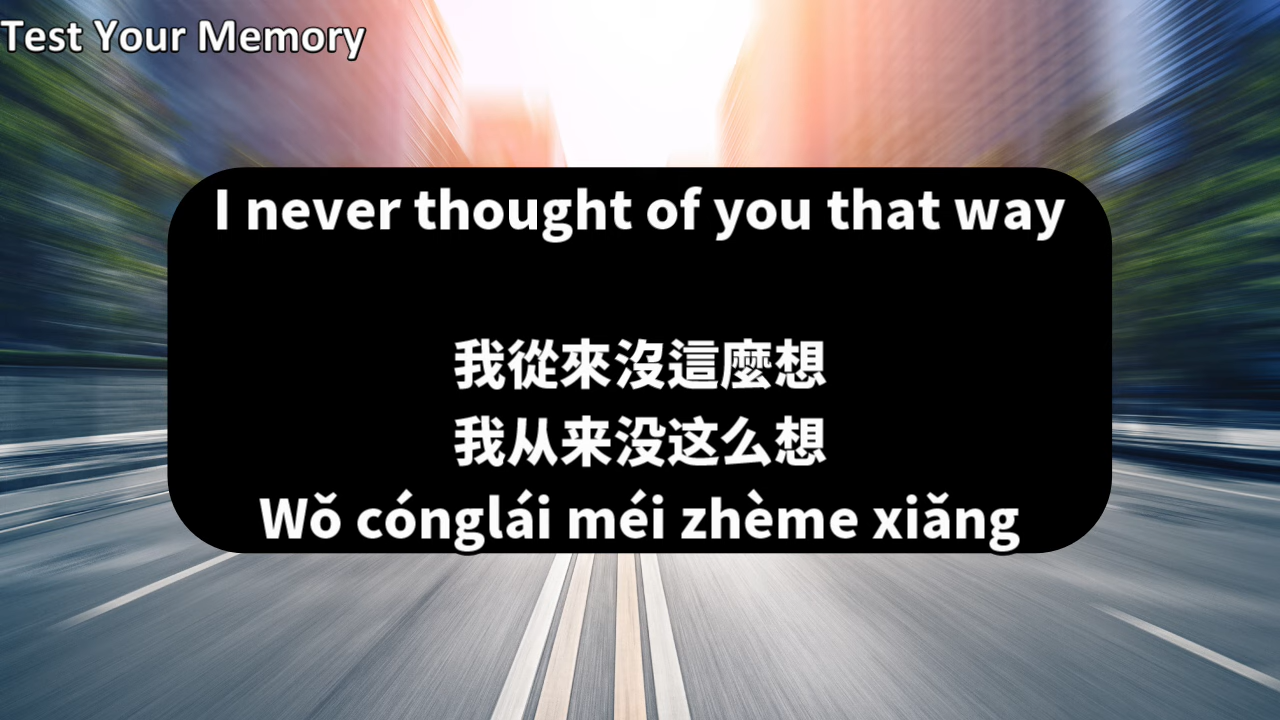 Test Your Memory
I never thought of you that way
我從來沒這麼想
我从来没这么想
Wǒ cónglái méi zhème xiǎng